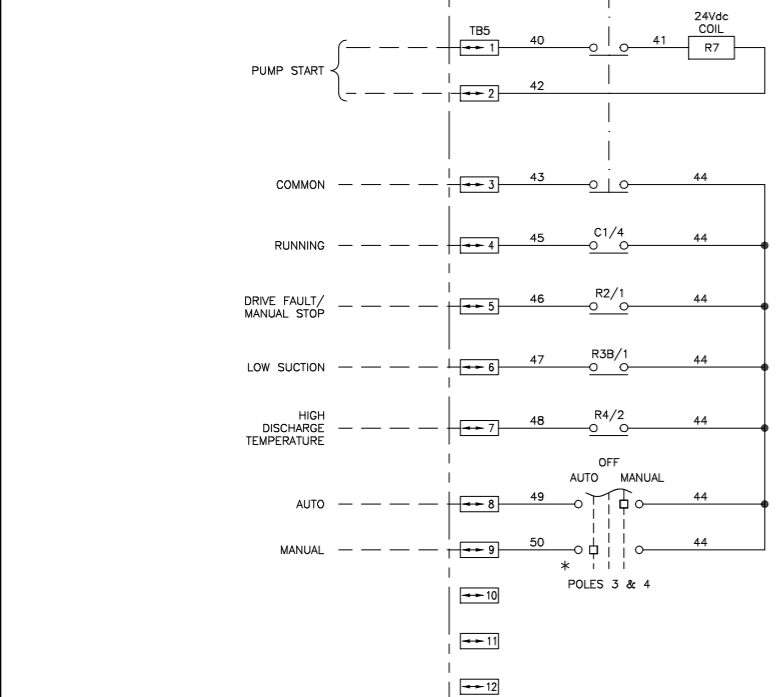 24Vdc
COIL
TB5
1 40 41 R7
PUMP START
2 42
COMMON 3 43 44
RUNNING 4 45 C1/4 44
DRIVE FAULT/
MANUAL STOP
5 46 R2/1 44
LOW SUCTION 6 47 R3B/1 44
HIGH
DISCHARGE
TEMPERATURE
7 48 R4/2 44
OFF
AUTO MANUAL
AUTO 8 49 44
MANUAL 9 50 44
*
POLES 3 & 4
10
11
12